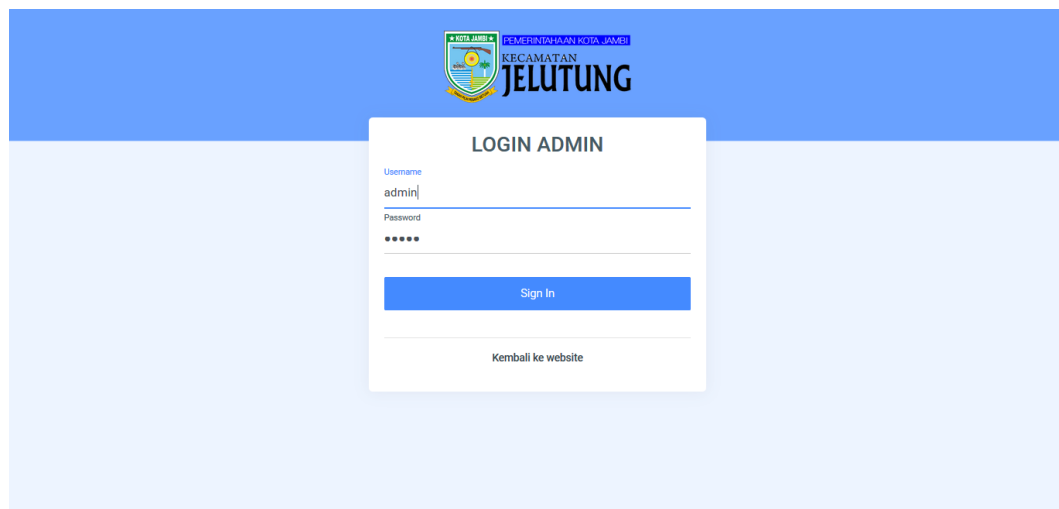 ★ KOTA JAMBI ★
PEMERINTAHAAN KOTA JAMBI
KECAMATAN
JELUTUNG
LOGIN ADMIN
Username
admin
Password
•••••
Sign In
Kembali ke website